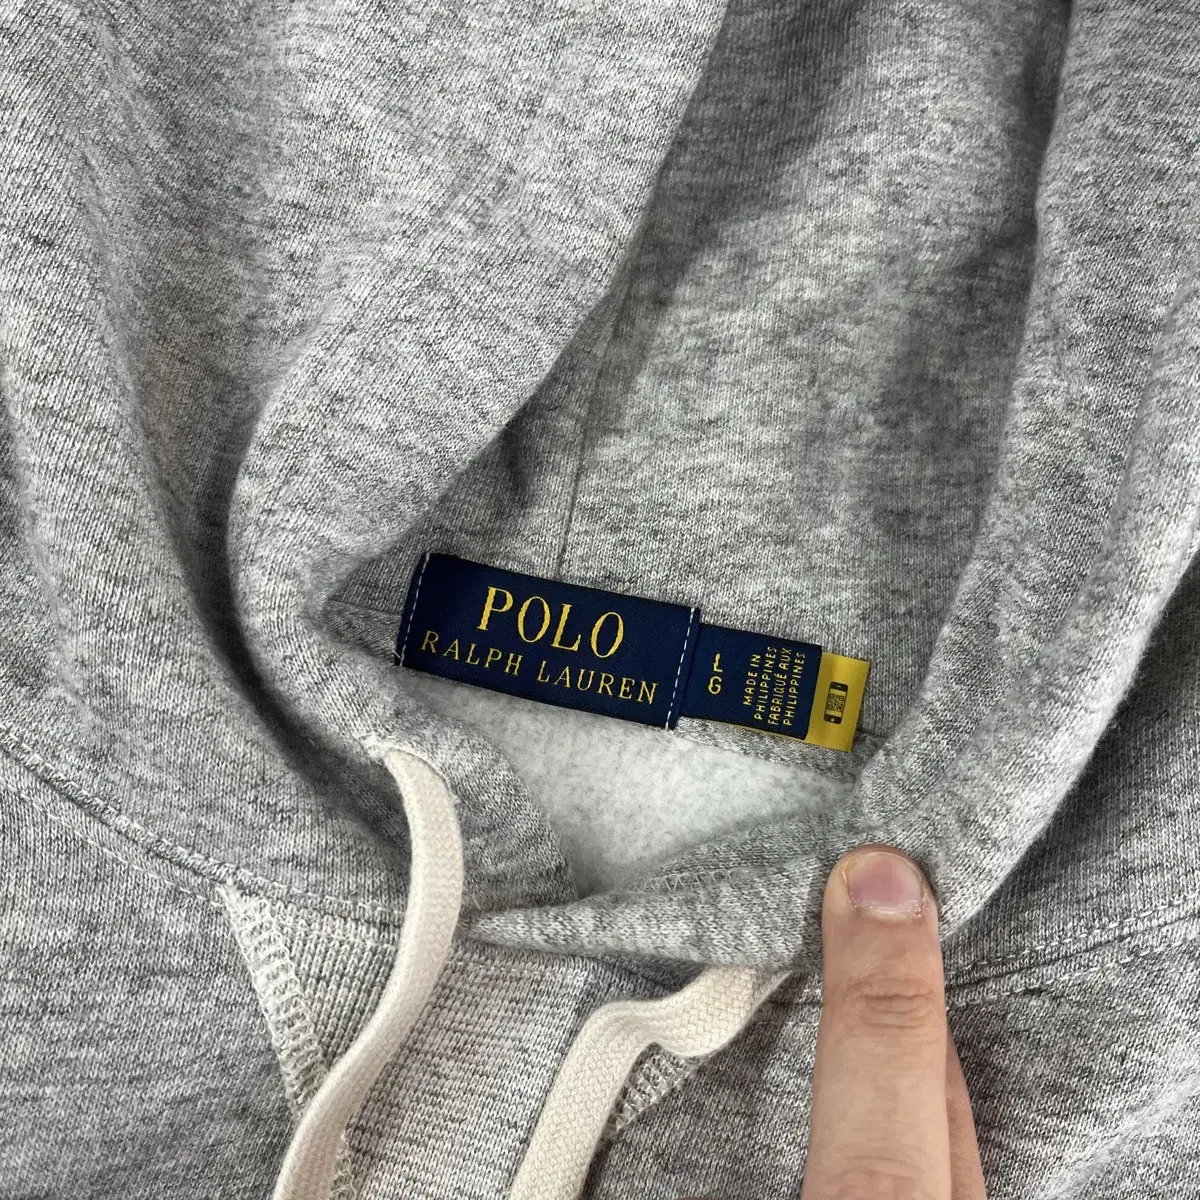 POLO
RALPH LAUREN
L
G
MADE IN
PHILIPPINES
FABRIQUÉ AUX
PHILIPPINES